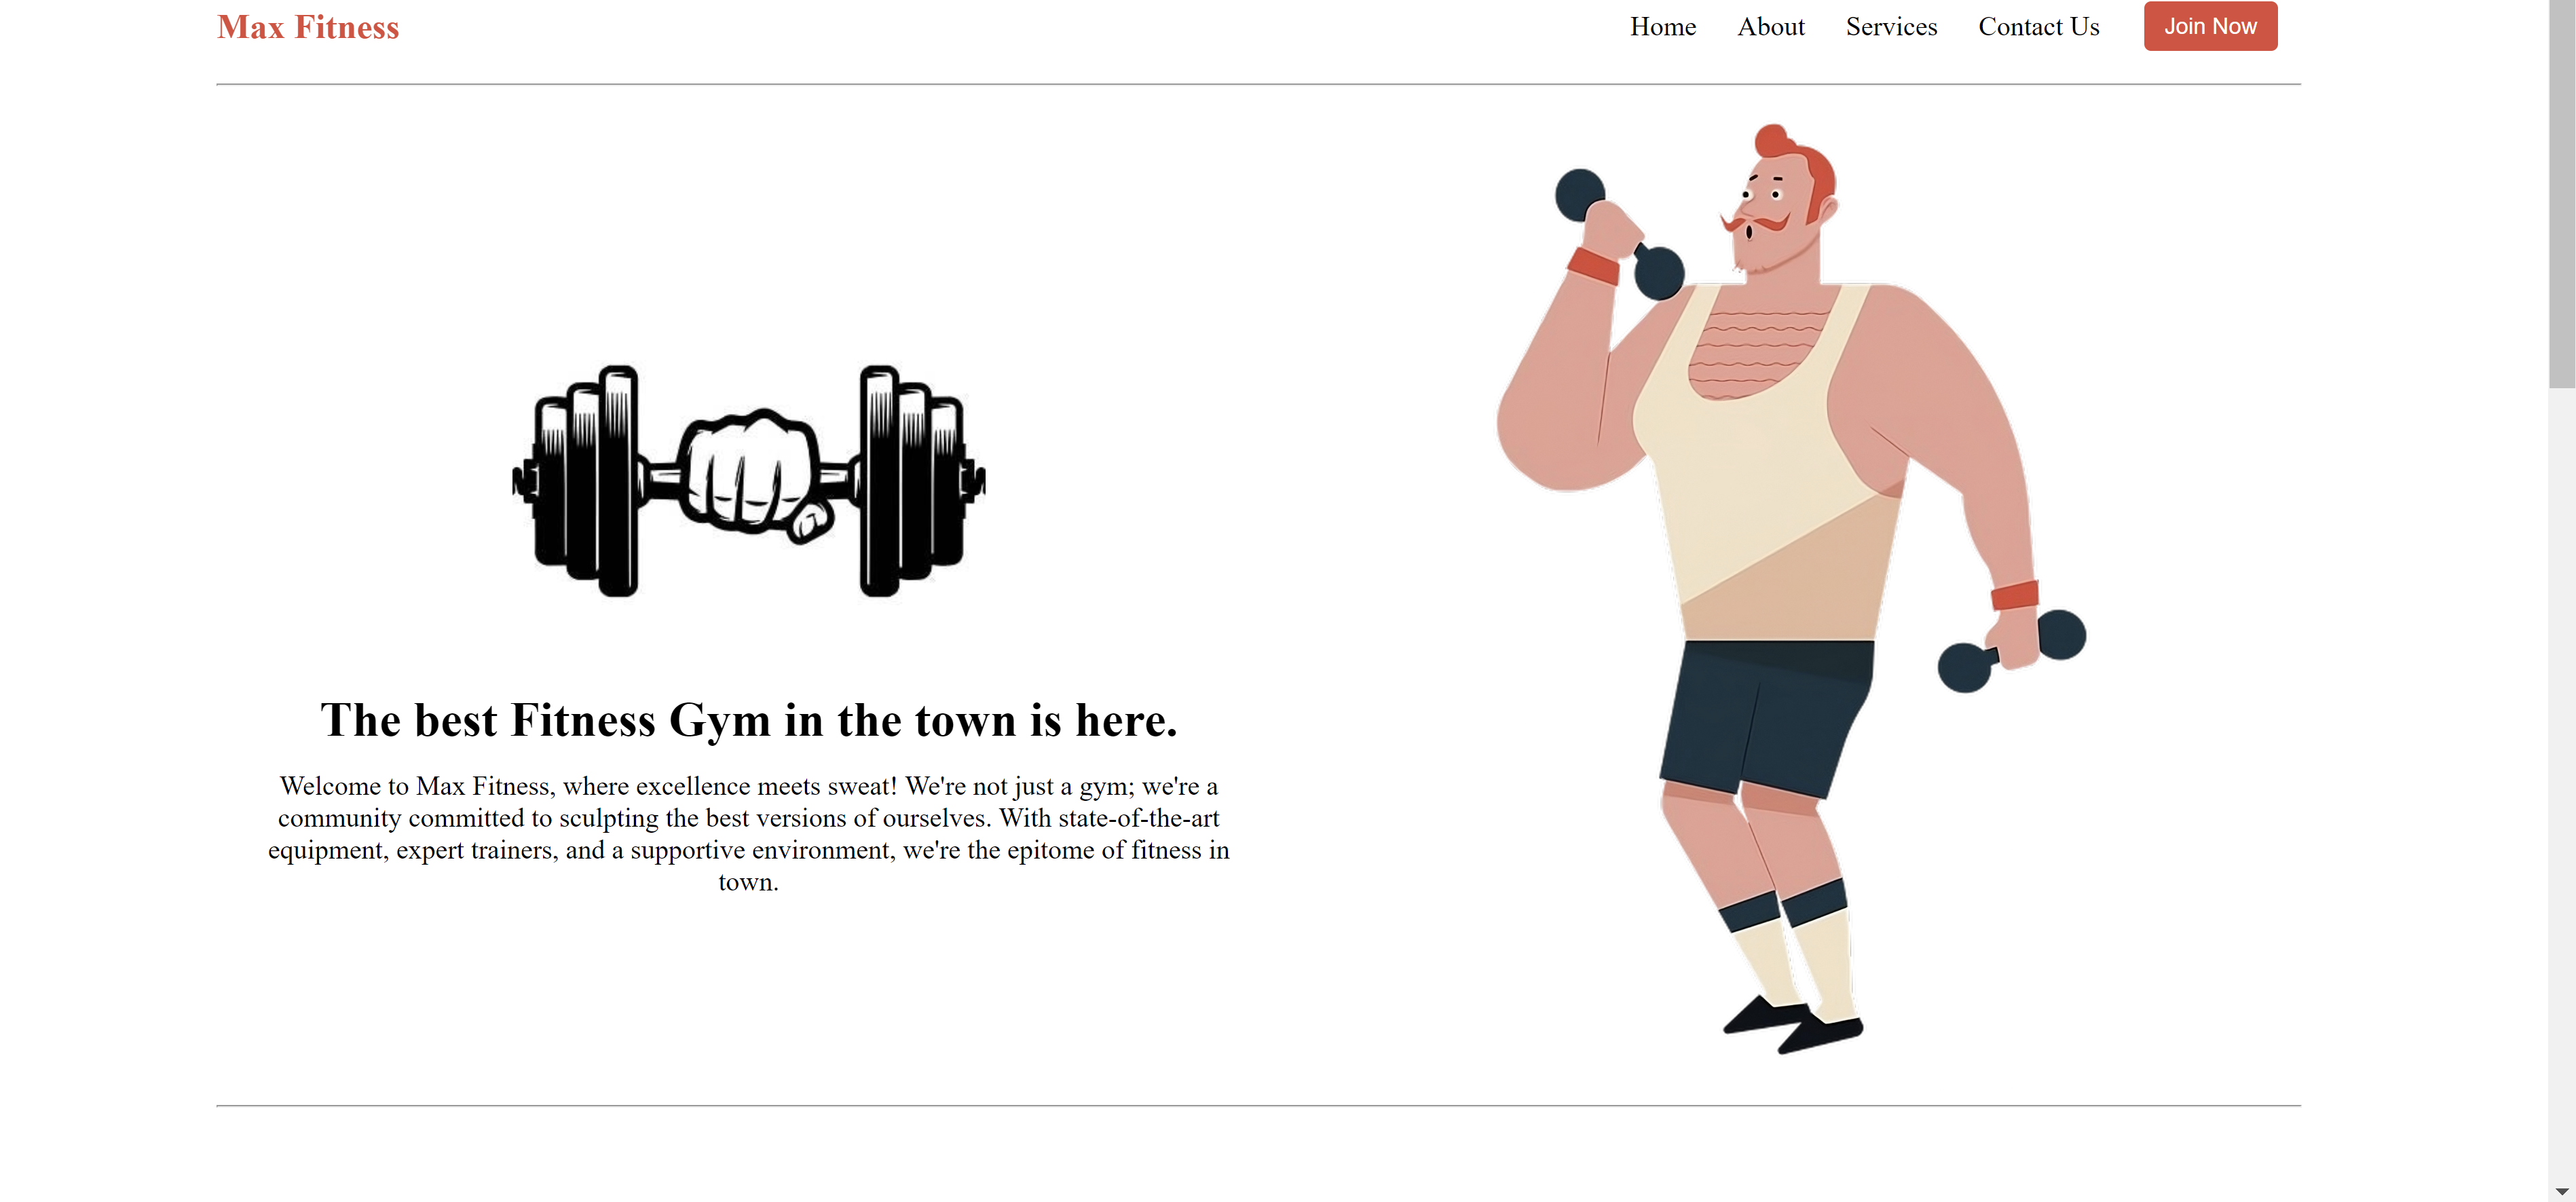 Max Fitness
Home About Services Contact Us Join Now
The best Fitness Gym in the town is here.
Welcome to Max Fitness, where excellence meets sweat! We're not just a gym; we're a
community committed to sculpting the best versions of ourselves. With state-of-the-art
equipment, expert trainers, and a supportive environment, we're the epitome of fitness in
town.